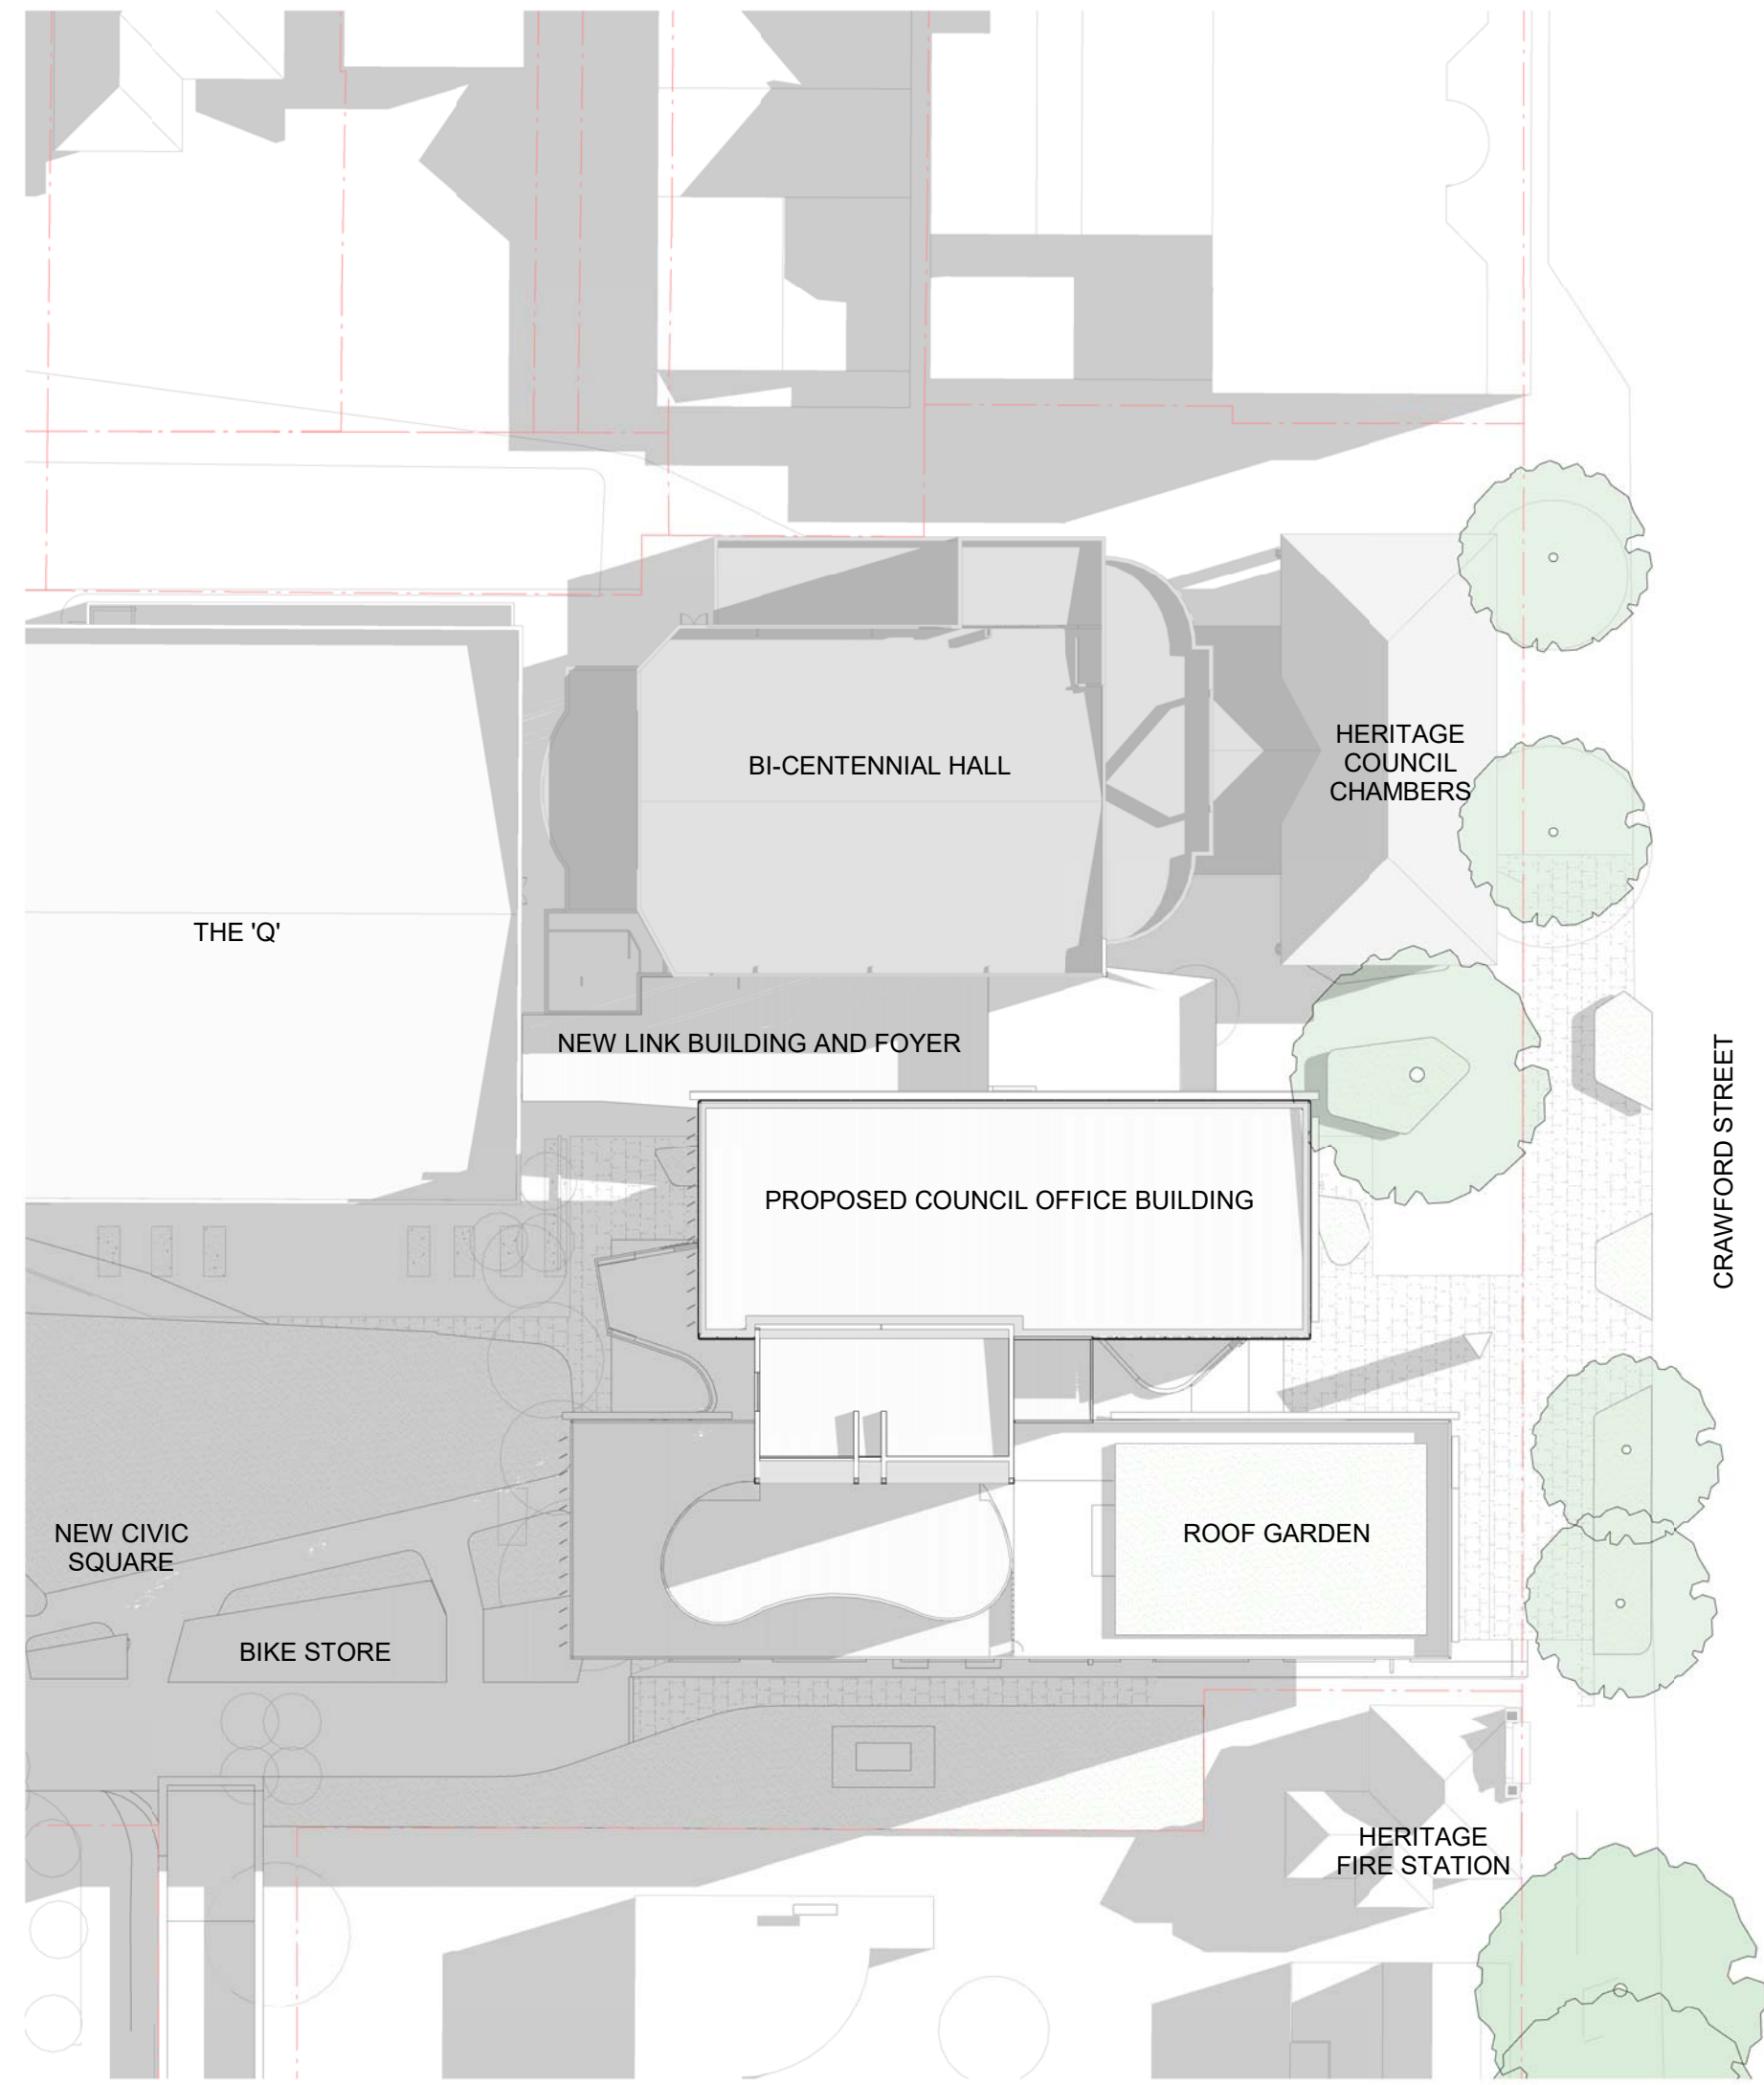 BI-CENTENNIAL HALL
HERITAGE
COUNCIL
CHAMBERS
THE 'Q'
NEW LINK BUILDING AND FOYER
CRAWFORD STREET
PROPOSED COUNCIL OFFICE BUILDING
NEW CIVIC
SQUARE
ROOF GARDEN
BIKE STORE
HERITAGE
FIRE STATION